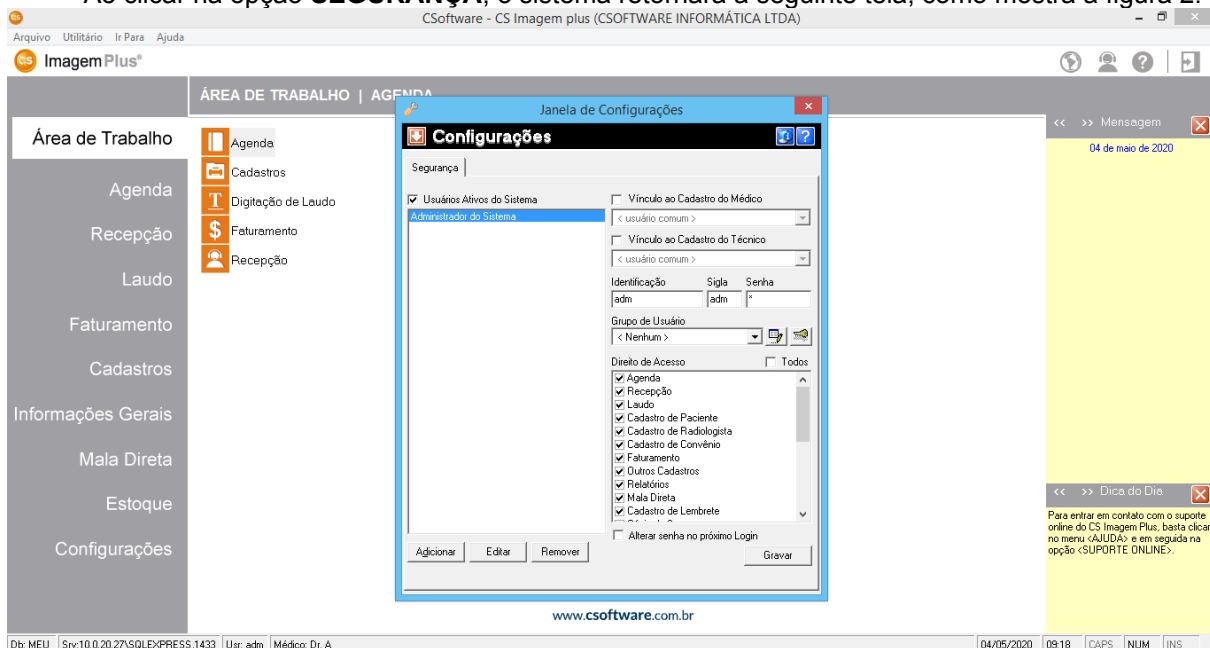 Ao clicar na opção SEGURANÇA, o sistema retornará a seguinte tela, como mostra a figura 2.
CSoftware - CS Imagem plus (CSOFTWARE INFORMÁTICA LTDA)
Arquivo Utilitário Ir Para Ajuda
cs ImagemPlus®
ÁREA DE TRABALHO | AGENDA
Área de Trabalho
Agenda
Recepção
Laudo
Faturamento
Cadastros
Informações Gerais
Mala Direta
Estoque
Configurações
Agenda
Cadastros
T Digitação de Laudo
$ Faturamento
Recepção
Janela de Configurações
Configurações
Segurança
Usuários Ativos do Sistema
Administrador do Sistema
Adicionar Editar Remover
Vínculo ao Cadastro do Médico
< usuário comum >
Vínculo ao Cadastro do Técnico
< usuário comum >
Identificação Sigla Senha
adm adm *
Grupo de Usuário
< Nenhum >
Direito de Acesso Todos
Agenda
Recepção
Laudo
Cadastro de Paciente
Cadastro de Radiologista
Cadastro de Convênio
Faturamento
Outros Cadastros
Relatórios
Mala Direta
Cadastro de Lembrete
Alterar senha no próximo Login
Gravar
<< >> Mensagem
04 de maio de 2020
<< >> Dica do Dia
Para entrar em contato com o suporte
online do CS Imagem Plus, basta clicar
no menu <AJUDA> e em seguida na
opção <SUPORTE ONLINE>.
www.csoftware.com.br
Db: MEU Srv:10.0.20.27\SQLEXPRESS,1433 Usr: adm Médico: Dr. A 04/05/2020 09:18 CAPS NUM INS